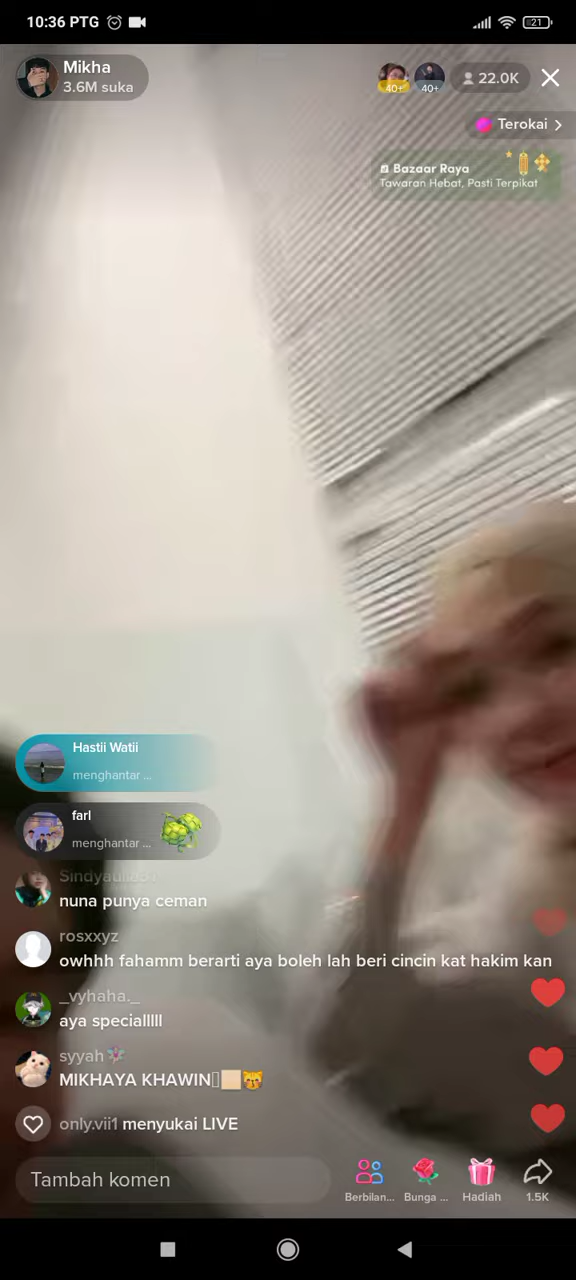 10:36 PTG
21
Mikha
3.6M suka
40+
40+
22.0K
Terokai
Bazaar Raya
Tawaran Hebat, Pasti Terpikat
Hastii Watii
menghantar ...
farl
menghantar ...
nuna punya ceman
rosxxyz
owhhh fahamm berarti aya boleh lah beri cincin kat hakim kan
_vyhaha._
aya speciallll
syyah🧚
MIKHAYA KHAWIN🏻😽
only.vii1 menyukai LIVE
Tambah komen
Berbilan...
Bunga ...
Hadiah
1.5K